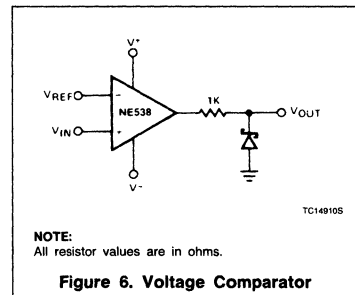 V+
VREF
NE538
1K
VOUT
VIN
V-
TC14910S
NOTE:
All resistor values are in ohms.
Figure 6. Voltage Comparator